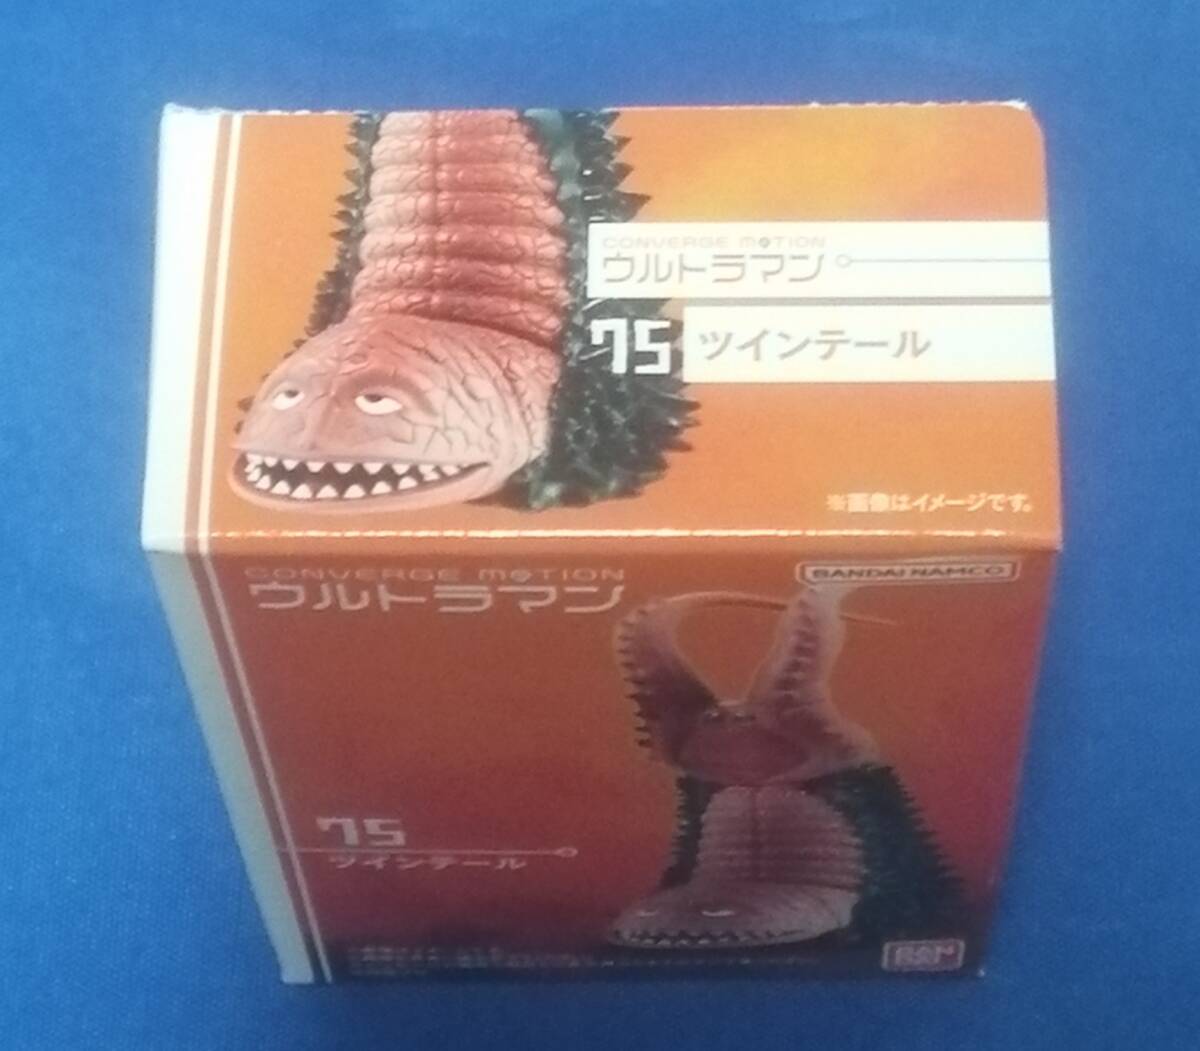 CONVERGE MOTION
ウルトラマン
75 ツインテール
※画像はイメージです。
CONVERGE MOTION
ウルトラマン
BANDAI NAMCO
75
ツインテール